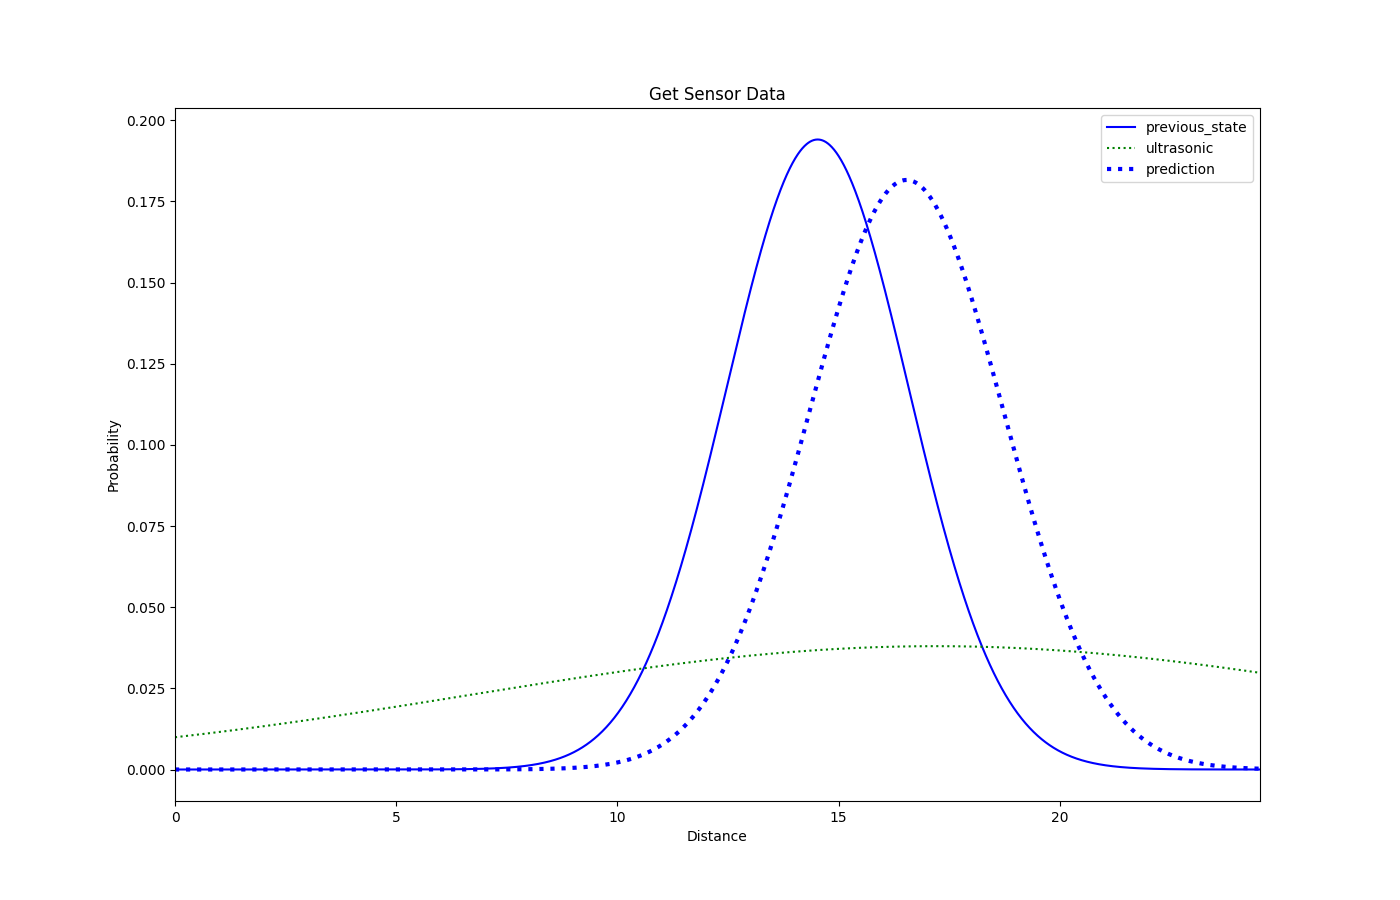 Get Sensor Data
previous_state
ultrasonic
prediction
0.200
0.175
0.150
0.125
0.100
0.075
0.050
0.025
0.000
Probability
0 5 10 15 20
Distance